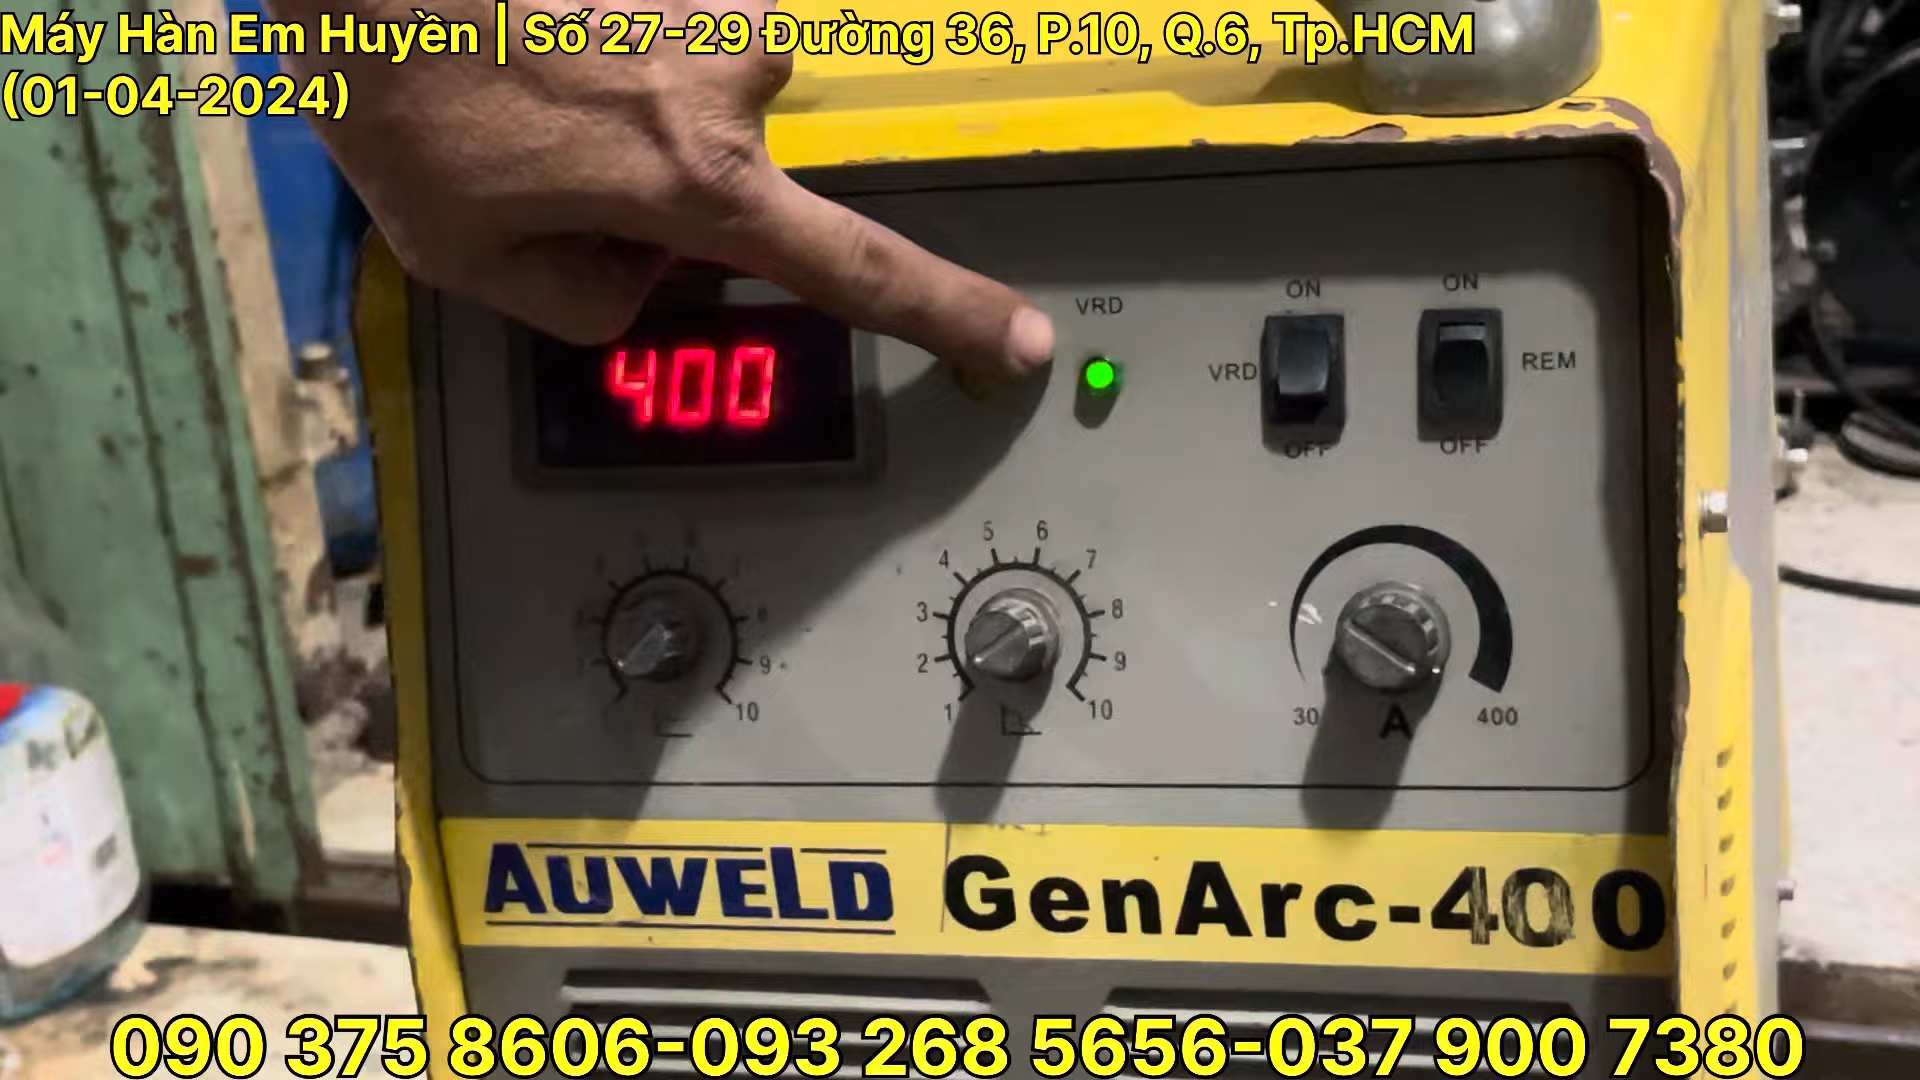 Máy Hàn Em Huyền | Số 27-29 Đường 36, P.10, Q.6, Tp.HCM
(01-04-2024)
VRD
ON
ON
400
VRD
REM
OFF
OFF
5 6
4 7
3 8
2 9
1 10
8
9
10
30 A 400
AUWELD GenArc-400
090 375 8606-093 268 5656-037 900 7380